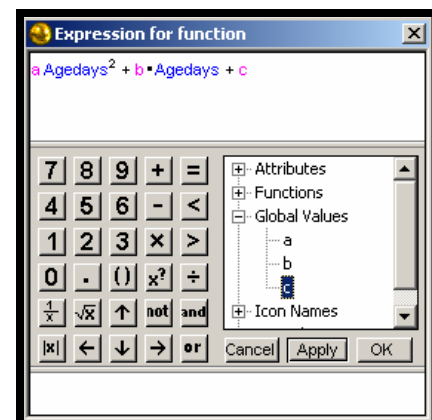 Expression for function
a Agedays² + b▪Agedays + c
7 8 9 + =
4 5 6 - <
1 2 3 × >
0 . () x? ÷
1/x √x ↑ not and
|x| ← ↓ → or
Attributes
Functions
Global Values
a
b
c
Icon Names
Cancel Apply OK